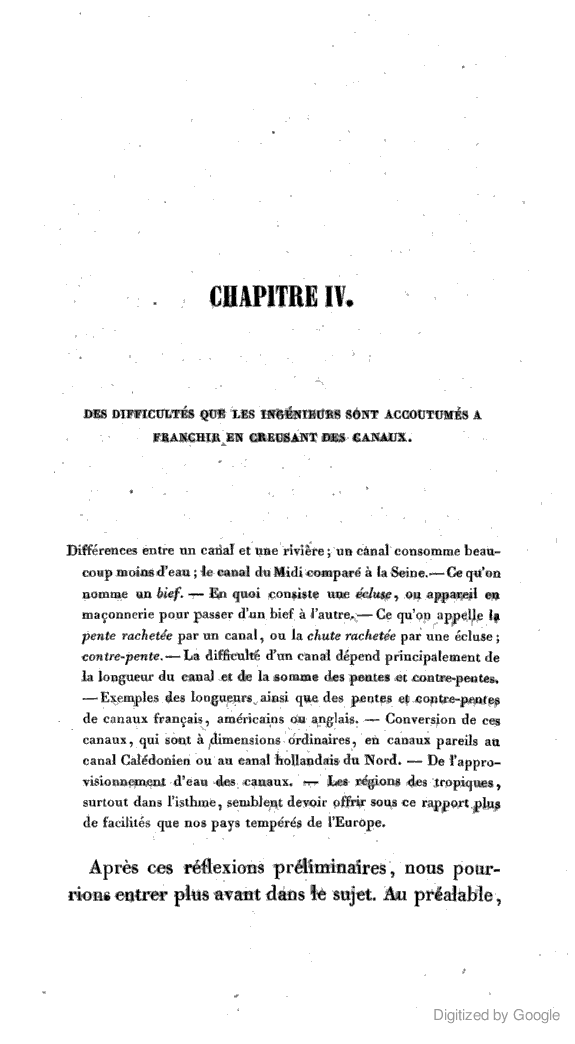 CHAPITRE IV.
DES DIFFICULTÉS QUE LES INGÉNIEURS SONT ACCOUTUMÉS A
FRANCHIR EN CREUSANT DES CANAUX.
Différences entre un canal et une rivière ; un canal consomme beau-
coup moins d'eau ; le canal du Midi comparé à la Seine. — Ce qu'on
nomme un bief. — En quoi consiste une écluse, ou appareil en
maçonnerie pour passer d'un bief à l'autre. — Ce qu'on appelle la
pente rachetée par un canal, ou la chute rachetée par une écluse ;
contre-pente. — La difficulté d'un canal dépend principalement de
la longueur du canal et de la somme des pentes et contre-pentes.
— Exemples des longueurs ainsi que des pentes et contre-pentes
de canaux français, américains ou anglais. — Conversion de ces
canaux, qui sont à dimensions ordinaires, en canaux pareils au
canal Calédonien ou au canal hollandais du Nord. — De l'appro-
visionnement d'eau des canaux. — Les régions des tropiques,
surtout dans l'isthme, semblent devoir offrir sous ce rapport plus
de facilités que nos pays tempérés de l'Europe.
Après ces réflexions préliminaires, nous pour-
rions entrer plus avant dans le sujet. Au préalable,
Digitized by Google